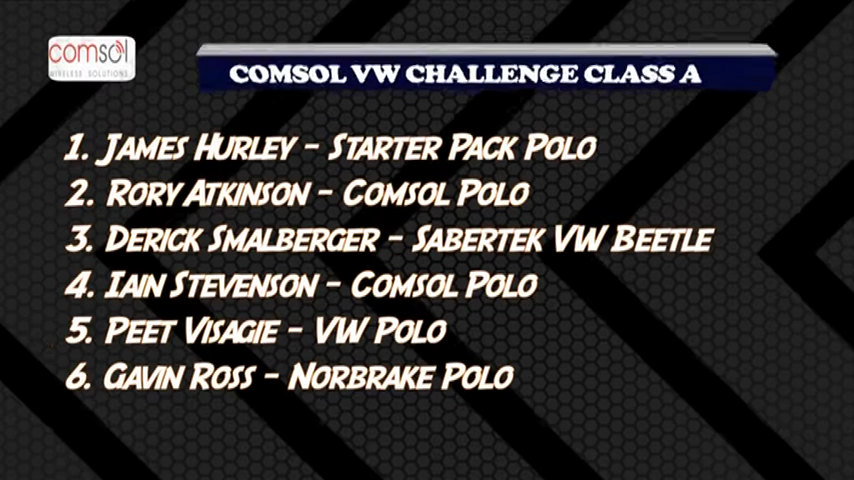 comsol
WIRELESS SOLUTIONS
COMSOL VW CHALLENGE CLASS A
1. JAMES HURLEY - STARTER PACK POLO
2. RORY ATKINSON - COMSOL POLO
3. DERICK SMALBERGER - SABERTEK VW BEETLE
4. IAIN STEVENSON - COMSOL POLO
5. PEET VISAGIE - VW POLO
6. GAVIN ROSS - NORBRAKE POLO